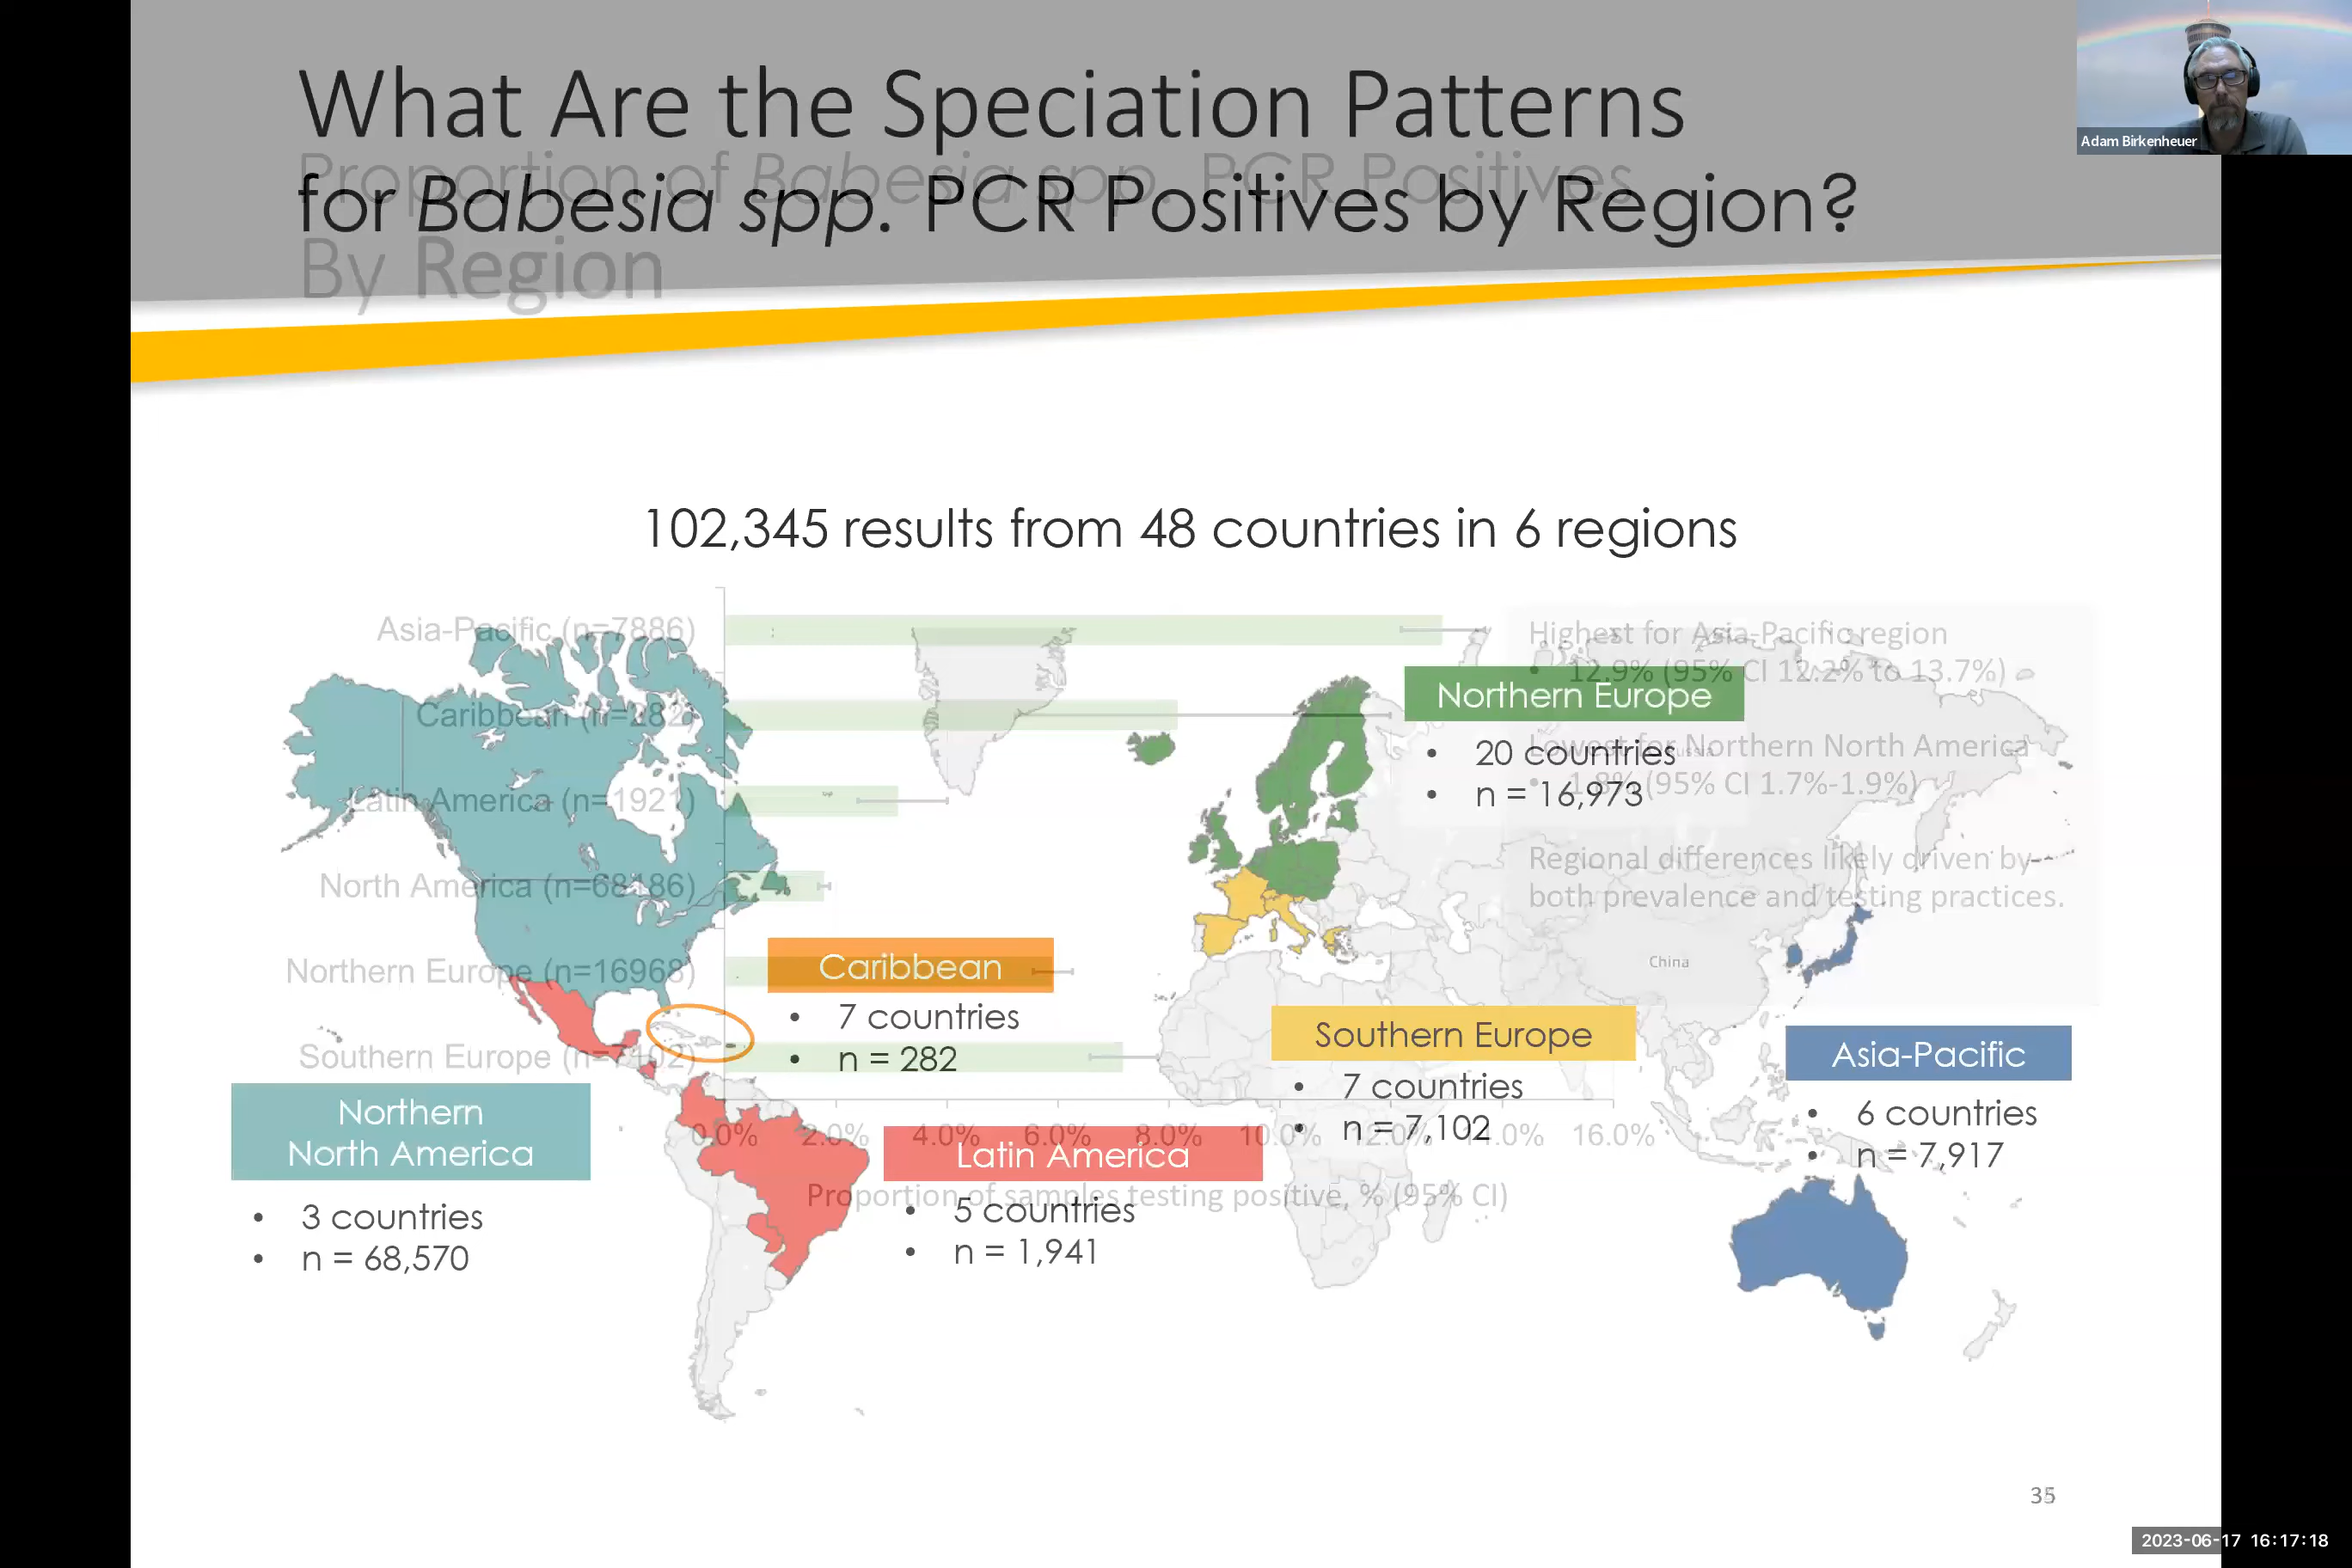 What Are the Speciation Patterns
for Babesia spp. PCR Positives by Region?
Proportion of Babesia spp. PCR Positives
By Region
Adam Birkenheuer
102,345 results from 48 countries in 6 regions
Asia-Pacific (n=7886)
Caribbean (n=282)
Latin America (n=1921)
North America (n=68186)
Northern Europe (n=16968)
Southern Europe (n=7102)
0.0% 2.0% 4.0% 6.0% 8.0% 10.0% 12.0% 14.0% 16.0%
Proportion of samples testing positive, % (95% CI)
Highest for Asia-Pacific region
• 12.9% (95% CI 12.2% to 13.7%)
Lowest for Northern North America
• 1.8% (95% CI 1.7%-1.9%)
Regional differences likely driven by
both prevalence and testing practices.
Northern Europe
• 20 countries
• n = 16,973
Russia
China
Caribbean
• 7 countries
• n = 282
Southern Europe
• 7 countries
• n = 7,102
Asia-Pacific
• 6 countries
• n = 7,917
Northern
North America
• 3 countries
• n = 68,570
Latin America
• 5 countries
• n = 1,941
35
2023-06-17 16:17:18